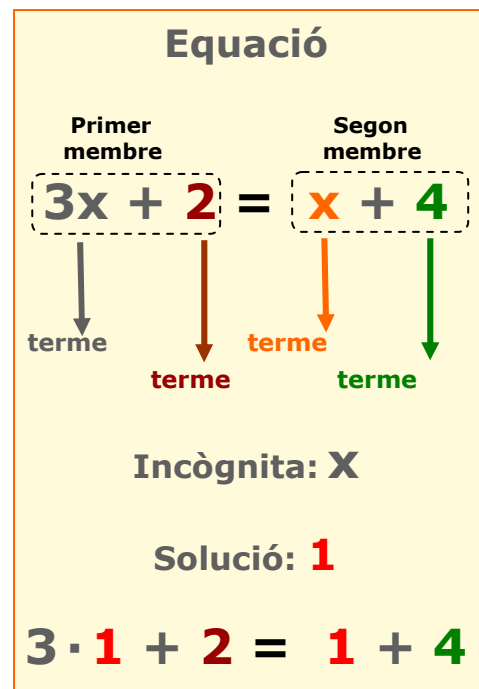 Equació
Primer membre
Segon membre
3x + 2 = x + 4
terme
terme
terme
terme
Incògnita: x
Solució: 1
3 · 1 + 2 = 1 + 4